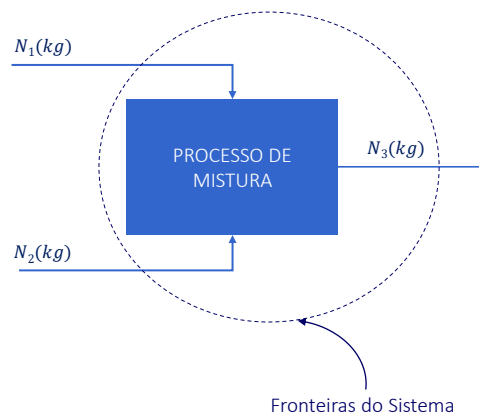 N₁(kg)
PROCESSO DE
MISTURA
N₃(kg)
N₂(kg)
Fronteiras do Sistema